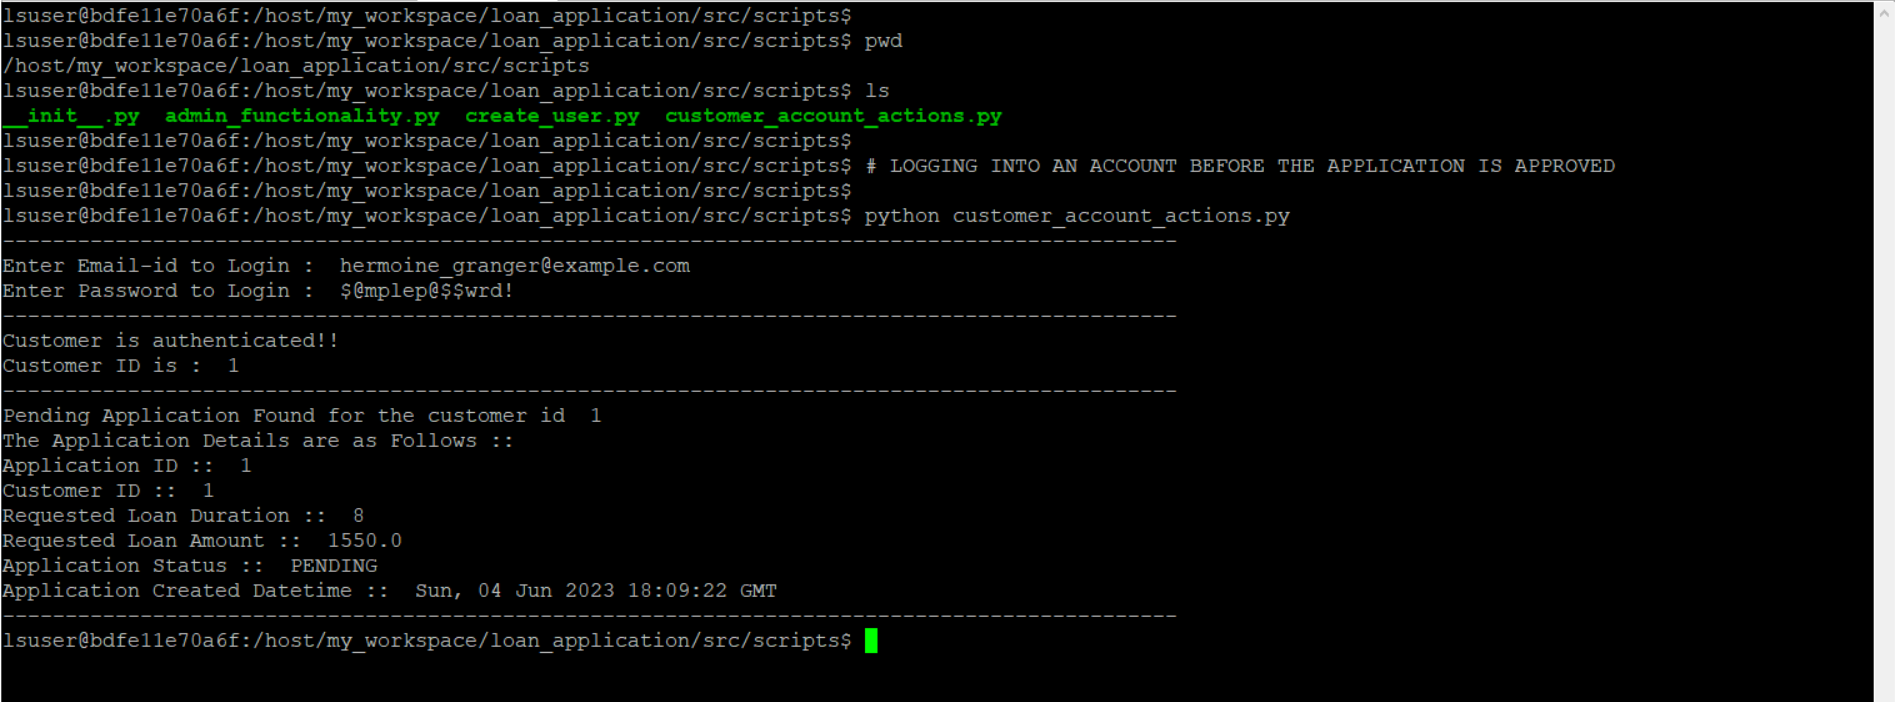 lsuser@bdfe11e70a6f:/host/my_workspace/loan_application/src/scripts$
lsuser@bdfe11e70a6f:/host/my_workspace/loan_application/src/scripts$ pwd
/host/my_workspace/loan_application/src/scripts
lsuser@bdfe11e70a6f:/host/my_workspace/loan_application/src/scripts$ ls
__init__.py  admin_functionality.py  create_user.py  customer_account_actions.py
lsuser@bdfe11e70a6f:/host/my_workspace/loan_application/src/scripts$
lsuser@bdfe11e70a6f:/host/my_workspace/loan_application/src/scripts$ # LOGGING INTO AN ACCOUNT BEFORE THE APPLICATION IS APPROVED
lsuser@bdfe11e70a6f:/host/my_workspace/loan_application/src/scripts$
lsuser@bdfe11e70a6f:/host/my_workspace/loan_application/src/scripts$ python customer_account_actions.py
----------------------------------------------------------------------------------------------
Enter Email-id to Login :  hermoine_granger@example.com
Enter Password to Login :  $@mplep@$$wrd!
----------------------------------------------------------------------------------------------
Customer is authenticated!!
Customer ID is :  1
----------------------------------------------------------------------------------------------
Pending Application Found for the customer id  1
The Application Details are as Follows ::
Application ID ::  1
Customer ID ::  1
Requested Loan Duration ::  8
Requested Loan Amount ::  1550.0
Application Status ::  PENDING
Application Created Datetime ::  Sun, 04 Jun 2023 18:09:22 GMT
----------------------------------------------------------------------------------------------
lsuser@bdfe11e70a6f:/host/my_workspace/loan_application/src/scripts$